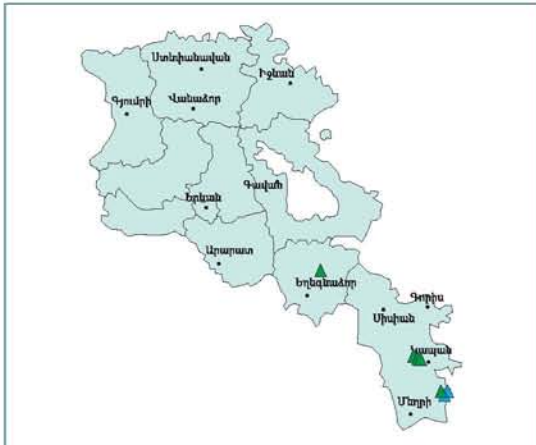 Ստեփանավան
Իջևան
Գյումրի
Վանաձոր
Գավառ
Երևան
Արարատ
Եղեգնաձոր
Գորիս
Սիսիան
Կապան
Մեղրի